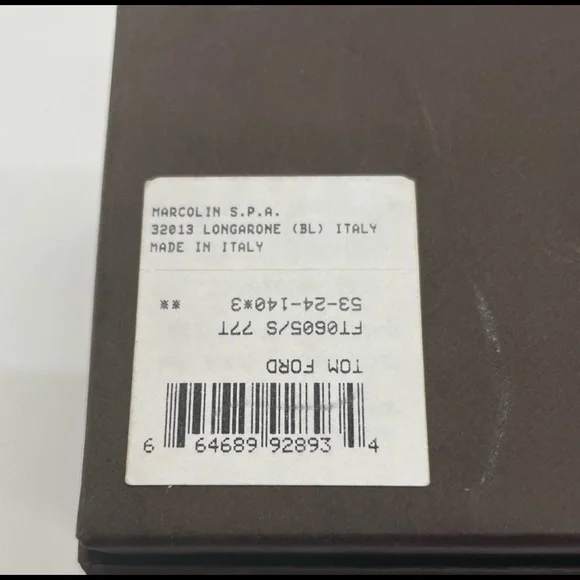 MARCOLIN S.P.A.
32013 LONGARONE (BL) ITALY
MADE IN ITALY
53-24-140*3 **
FT0605/S 77T
TOM FORD
6 64689 92893 4